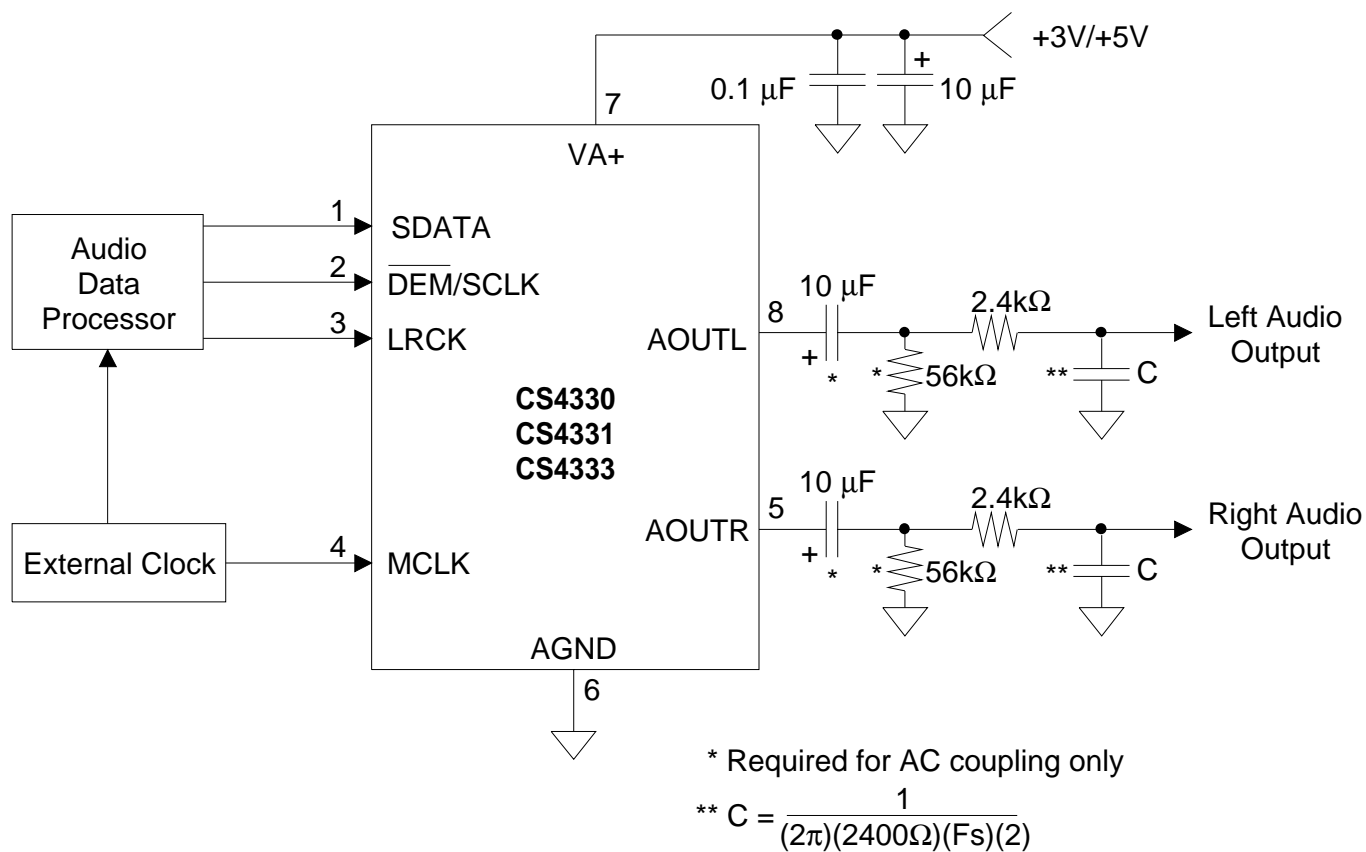 +3V/+5V
+
0.1 μF
10 μF
7
VA+
1
SDATA
Audio
Data
Processor
2
D̅E̅M̅/SCLK
3
LRCK
10 μF
2.4kΩ
8
AOUTL
+
*
*
56kΩ
**
C
Left Audio
Output
CS4330
CS4331
CS4333
10 μF
2.4kΩ
5
AOUTR
+
*
*
56kΩ
**
C
Right Audio
Output
External Clock
4
MCLK
AGND
6
* Required for AC coupling only
** C = 1
(2π)(2400Ω)(Fs)(2)